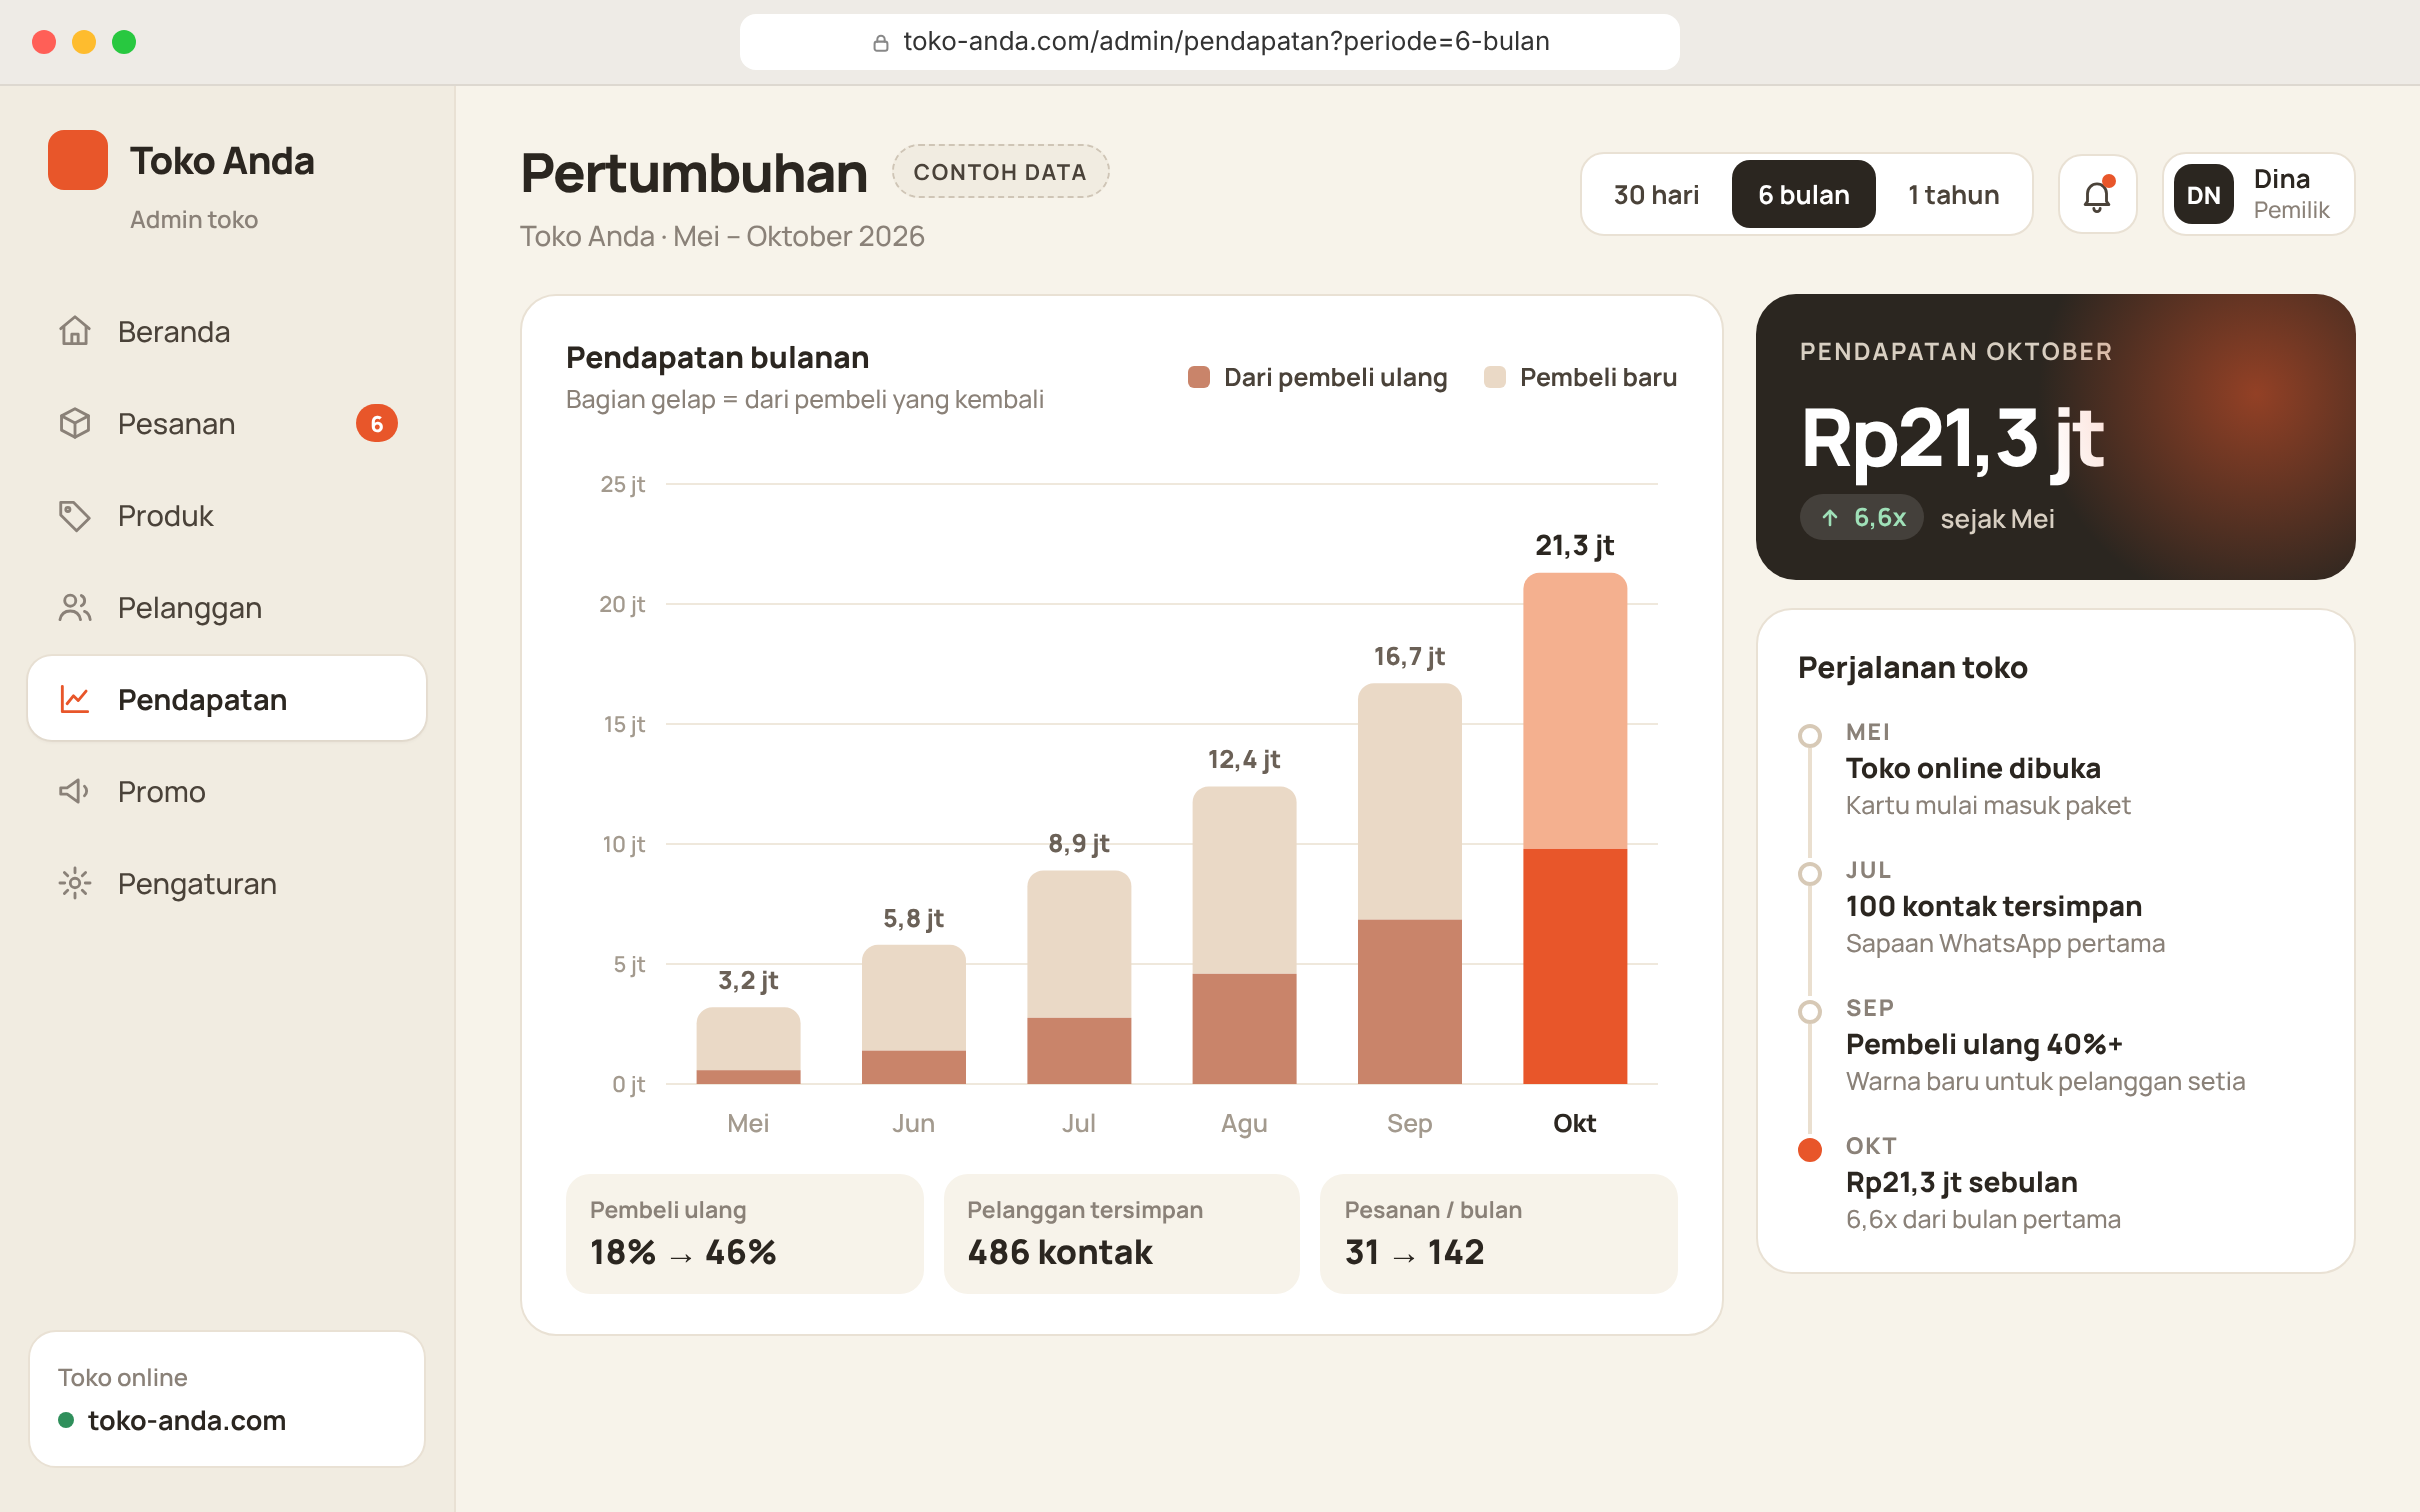 toko-anda.com/admin/pendapatan?periode=6-bulan
Toko Anda
Admin toko
Beranda
Pesanan 6
Produk
Pelanggan
Pendapatan
Promo
Pengaturan
Toko online
toko-anda.com
Pertumbuhan CONTOH DATA
Toko Anda · Mei – Oktober 2026
30 hari 6 bulan 1 tahun
DN
Dina
Pemilik
Pendapatan bulanan
Bagian gelap = dari pembeli yang kembali
Dari pembeli ulang Pembeli baru
25 jt
20 jt
15 jt
10 jt
5 jt
0 jt
3,2 jt
5,8 jt
8,9 jt
12,4 jt
16,7 jt
21,3 jt
Mei Jun Jul Agu Sep Okt
Pembeli ulang
18% → 46%
Pelanggan tersimpan
486 kontak
Pesanan / bulan
31 → 142
PENDAPATAN OKTOBER
Rp21,3 jt
↑ 6,6x sejak Mei
Perjalanan toko
MEI
Toko online dibuka
Kartu mulai masuk paket
JUL
100 kontak tersimpan
Sapaan WhatsApp pertama
SEP
Pembeli ulang 40%+
Warna baru untuk pelanggan setia
OKT
Rp21,3 jt sebulan
6,6x dari bulan pertama